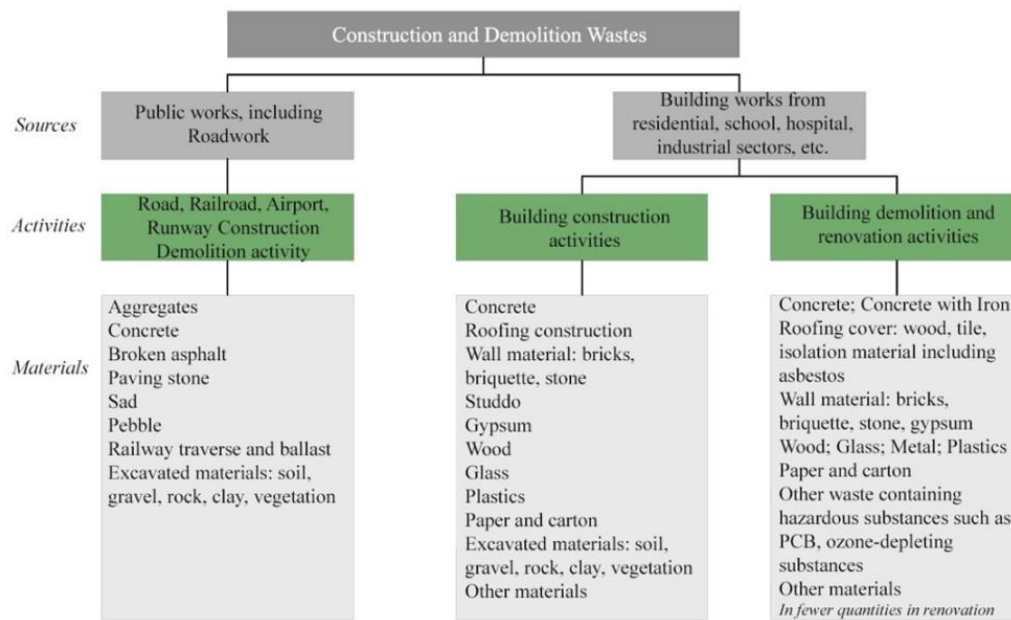 Construction and Demolition Wastes
Sources
Public works, including
Roadwork
Building works from
residential, school, hospital,
industrial sectors, etc.
Activities
Road, Railroad, Airport,
Runway Construction
Demolition activity
Building construction
activities
Building demolition and
renovation activities
Materials
Aggregates
Concrete
Broken asphalt
Paving stone
Sad
Pebble
Railway traverse and ballast
Excavated materials: soil,
gravel, rock, clay, vegetation
Concrete
Roofing construction
Wall material: bricks,
briquette, stone
Studdo
Gypsum
Wood
Glass
Plastics
Paper and carton
Excavated materials: soil,
gravel, rock, clay, vegetation
Other materials
Concrete; Concrete with Iron
Roofing cover: wood, tile,
isolation material including
asbestos
Wall material: bricks,
briquette, stone, gypsum
Wood; Glass; Metal; Plastics
Paper and carton
Other waste containing
hazardous substances such as
PCB, ozone-depleting
substances
Other materials
In fewer quantities in renovation